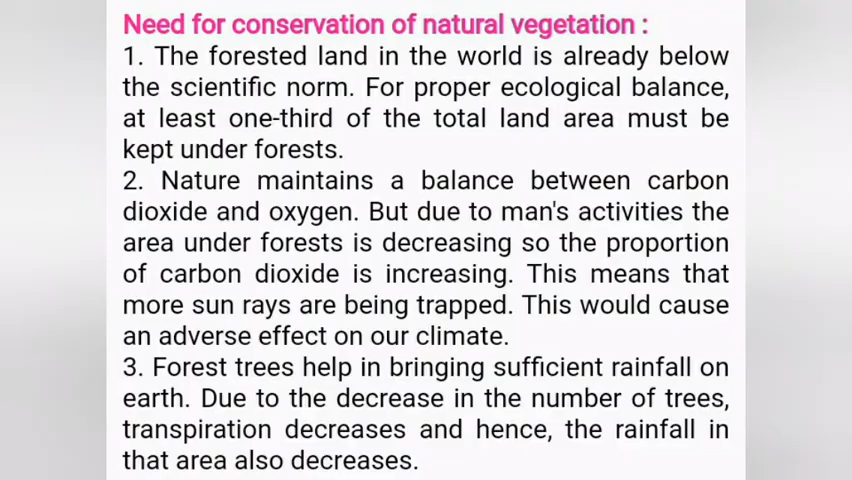 Need for conservation of natural vegetation :
1. The forested land in the world is already below
the scientific norm. For proper ecological balance,
at least one-third of the total land area must be
kept under forests.
2. Nature maintains a balance between carbon
dioxide and oxygen. But due to man's activities the
area under forests is decreasing so the proportion
of carbon dioxide is increasing. This means that
more sun rays are being trapped. This would cause
an adverse effect on our climate.
3. Forest trees help in bringing sufficient rainfall on
earth. Due to the decrease in the number of trees,
transpiration decreases and hence, the rainfall in
that area also decreases.